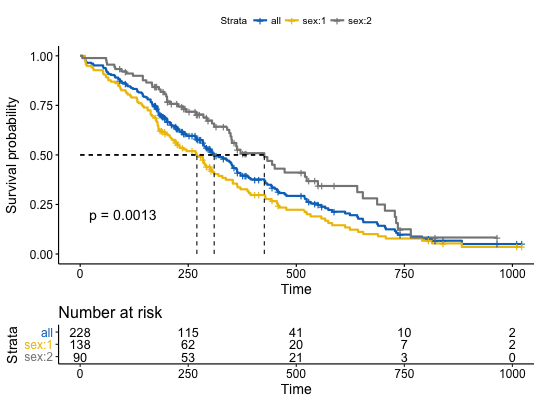 Strata all sex:1 sex:2
Survival probability
1.00
0.75
0.50
0.25
0.00
p = 0.0013
0 250 500 750 1000
Time
Number at risk
Strata
all 228 115 41 10 2
sex:1 138 62 20 7 2
sex:2 90 53 21 3 0
0 250 500 750 1000
Time